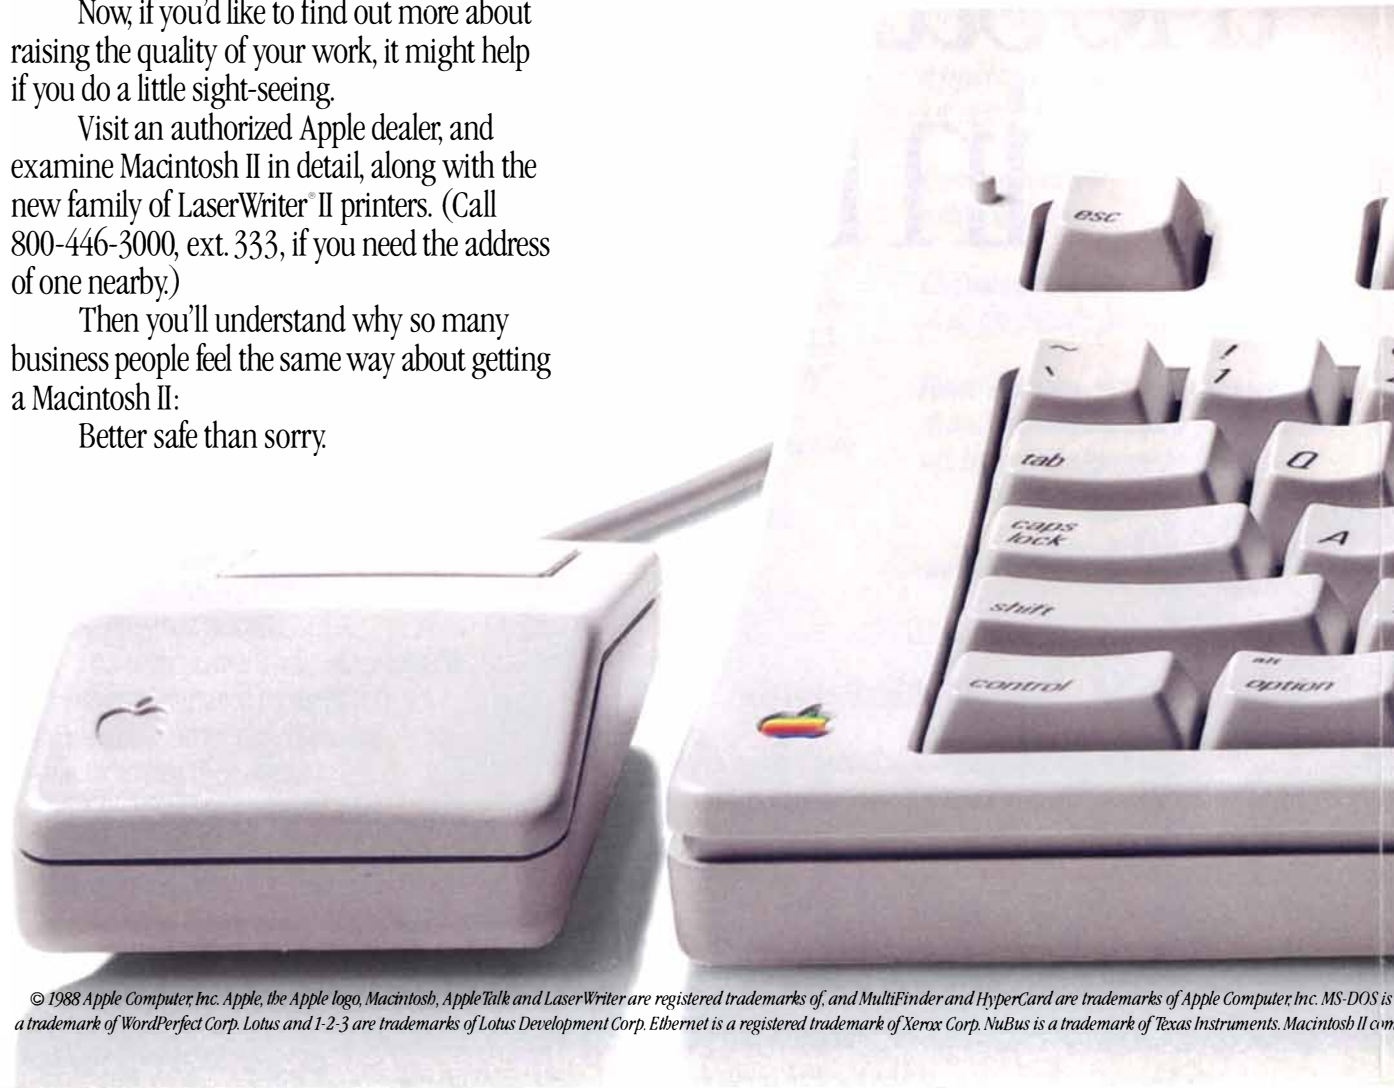 Now, if you'd like to find out more about
raising the quality of your work, it might help
if you do a little sight-seeing.
Visit an authorized Apple dealer, and
examine Macintosh II in detail, along with the
new family of LaserWriter® II printers. (Call
800-446-3000, ext. 333, if you need the address
of one nearby.)
Then you'll understand why so many
business people feel the same way about getting
a Macintosh II:
Better safe than sorry.
esc
~ !
` 1
tab Q
caps
lock A
shift
alt
control option
© 1988 Apple Computer, Inc. Apple, the Apple logo, Macintosh, AppleTalk and LaserWriter are registered trademarks of, and MultiFinder and HyperCard are trademarks of Apple Computer, Inc. MS-DOS is
a trademark of WordPerfect Corp. Lotus and 1-2-3 are trademarks of Lotus Development Corp. Ethernet is a registered trademark of Xerox Corp. NuBus is a trademark of Texas Instruments. Macintosh II